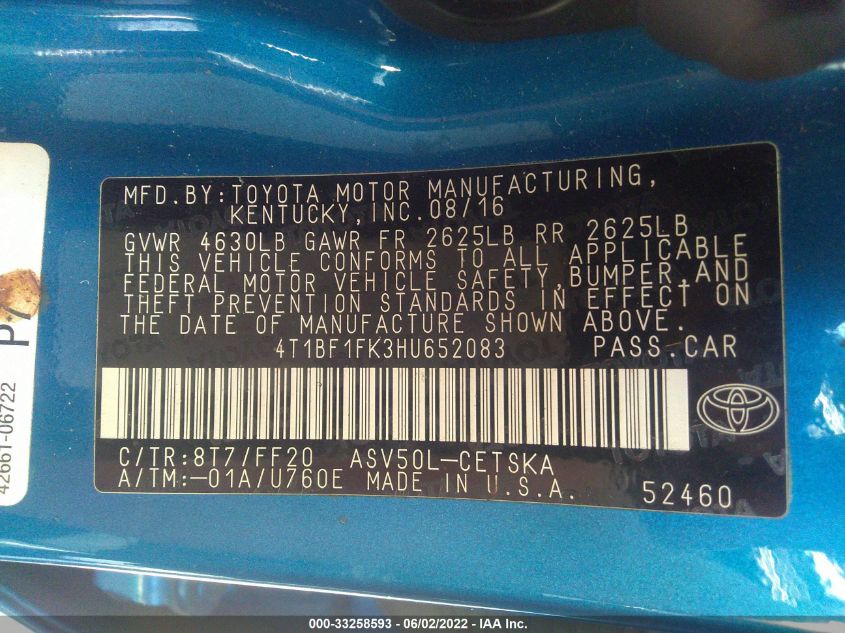 MFD.BY:TOYOTA MOTOR MANUFACTURING,
KENTUCKY,INC.08/16
GVWR 4630LB GAWR FR 2625LB RR 2625LB
THIS VEHICLE CONFORMS TO ALL APPLICABLE
FEDERAL MOTOR VEHICLE SAFETY,BUMPER,AND
THEFT PREVENTION STANDARDS IN EFFECT ON
THE DATE OF MANUFACTURE SHOWN ABOVE.
4T1BF1FK3HU652083 PASS.CAR
C/TR:8T7/FF20 ASV50L-CETSKA
A/TM:-01A/U760E MADE IN U.S.A. 52460
42661-06722
000-33258593 - 06/02/2022 - IAA Inc.